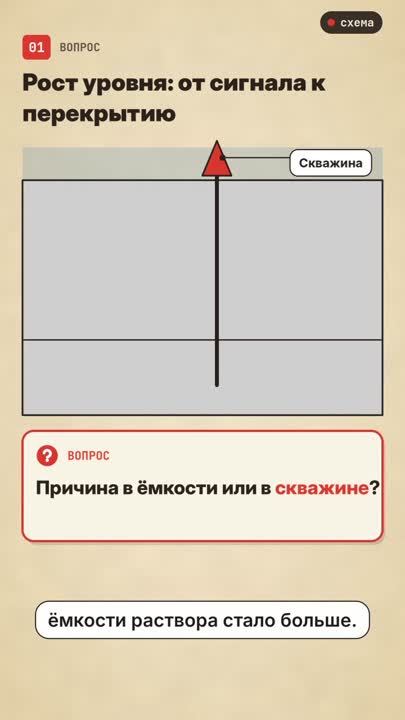 схема
01 ВОПРОС
Рост уровня: от сигнала к
перекрытию
Скважина
? ВОПРОС
Причина в ёмкости или в скважине?
ёмкости раствора стало больше.